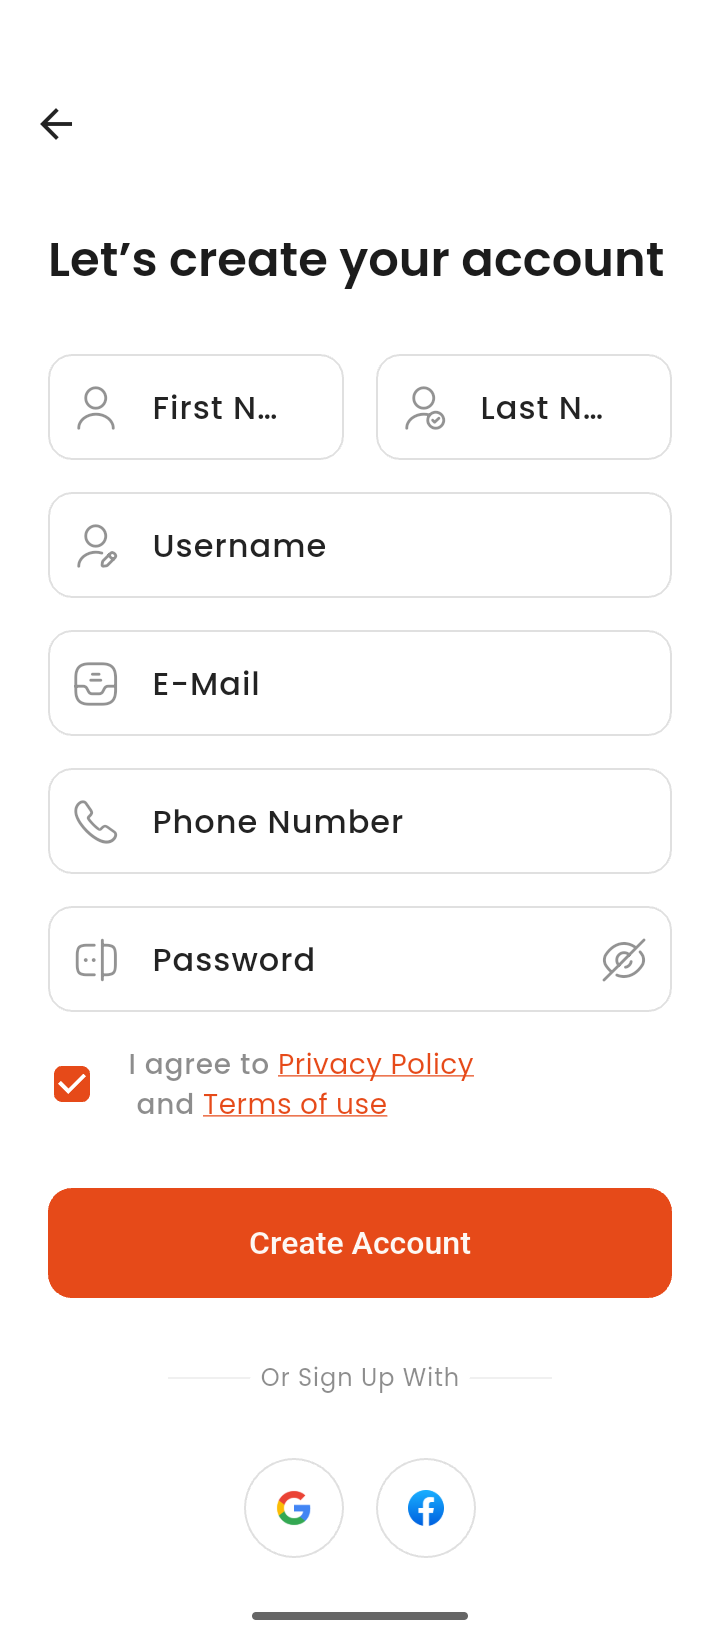 Let’s create your account
First N...
Last N...
Username
E-Mail
Phone Number
Password
I agree to Privacy Policy
and Terms of use
Create Account
Or Sign Up With